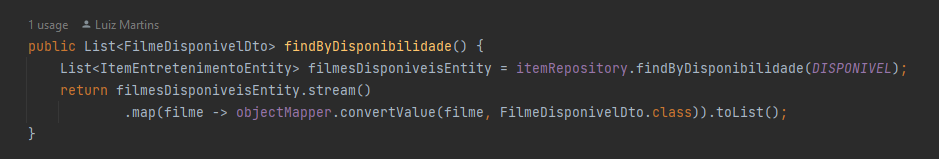 1 usage Luiz Martins
public List<FilmeDisponivelDto> findByDisponibilidade() {
    List<ItemEntretenimentoEntity> filmesDisponiveisEntity = itemRepository.findByDisponibilidade(DISPONIVEL);
    return filmesDisponiveisEntity.stream()
            .map(filme -> objectMapper.convertValue(filme, FilmeDisponivelDto.class)).toList();
}